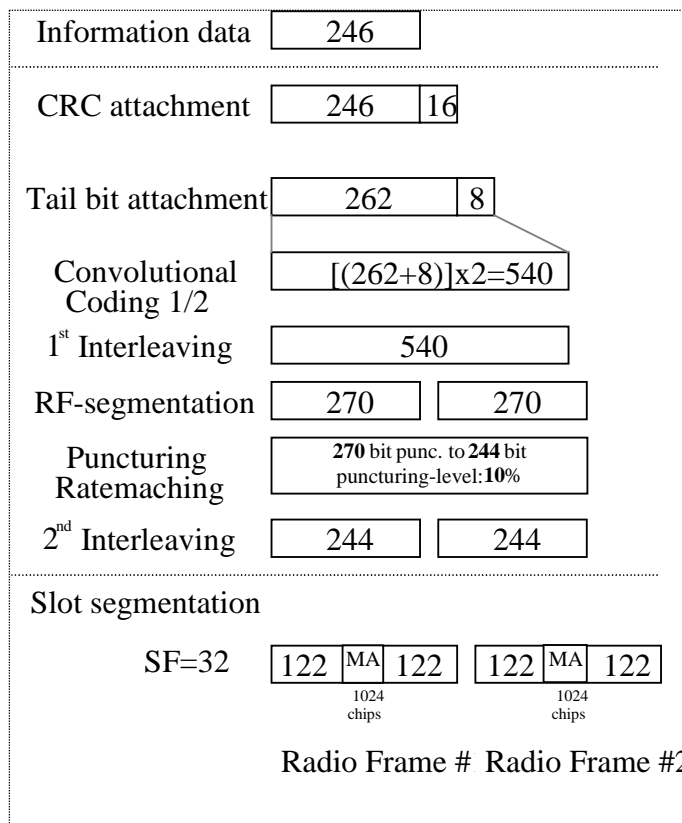 Information data 246
CRC attachment 246 16
Tail bit attachment 262 8
Convolutional [(262+8)]x2=540
Coding 1/2
1st Interleaving 540
RF-segmentation 270 270
Puncturing 270 bit punc. to 244 bit
Ratemaching puncturing-level:10%
2nd Interleaving 244 244
Slot segmentation
SF=32 122 MA 122 122 MA 122
1024 1024
chips chips
Radio Frame # Radio Frame #2